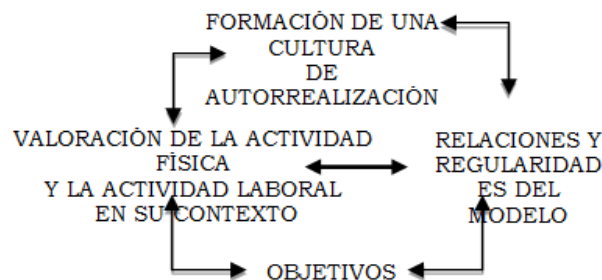 FORMACIÓN DE UNA
CULTURA
DE
AUTORREALIZACIÓN
VALORACIÓN DE LA ACTIVIDAD
FÍSICA
Y LA ACTIVIDAD LABORAL
EN SU CONTEXTO
RELACIONES Y
REGULARIDAD
ES DEL
MODELO
OBJETIVOS